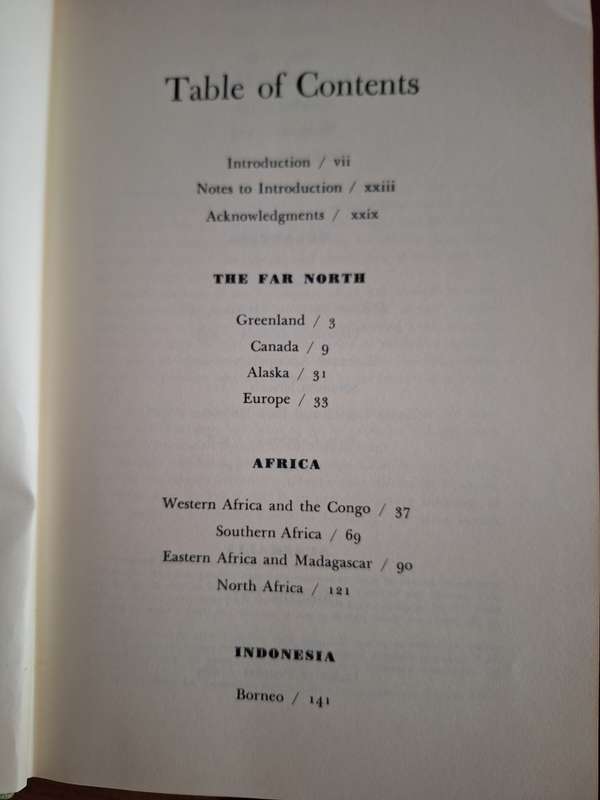 Table of Contents
Introduction / vii
Notes to Introduction / xxiii
Acknowledgments / xxix
THE FAR NORTH
Greenland / 3
Canada / 9
Alaska / 31
Europe / 33
AFRICA
Western Africa and the Congo / 37
Southern Africa / 69
Eastern Africa and Madagascar / 90
North Africa / 121
INDONESIA
Borneo / 141